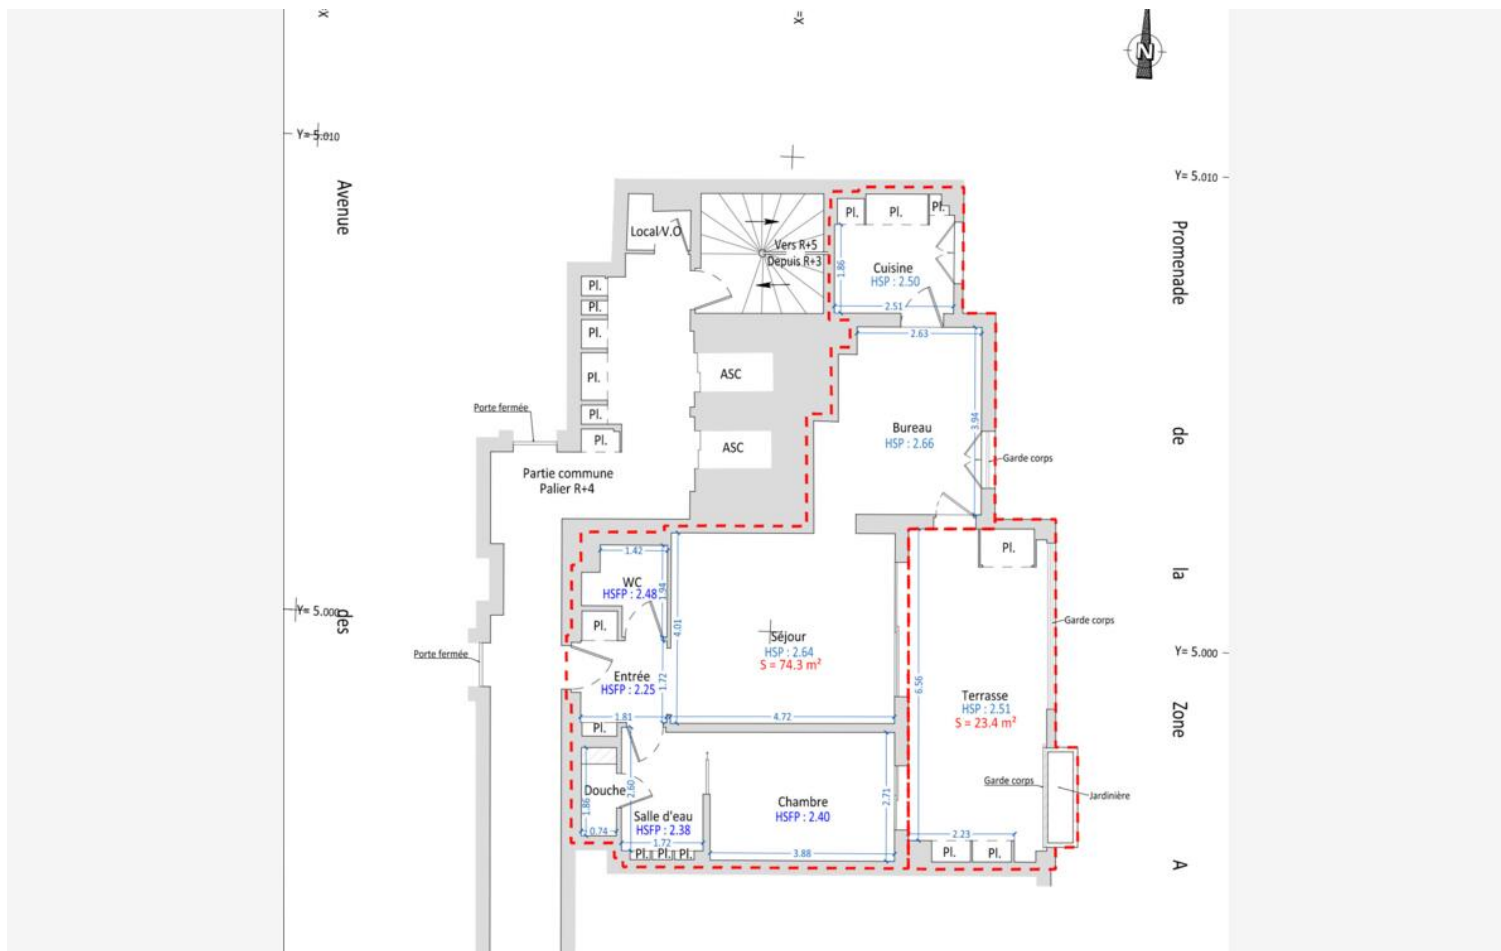 =X
N
Y= 5.010
Avenue
Y= 5.010
Promenade
Pl.
Pl.
Pl.
Local V.O
Vers R+5
Depuis R+3
Cuisine
HSP : 2.50
1.86
2.51
Pl.
Pl.
Pl.
Pl.
Pl.
Pl.
2.63
ASC
ASC
Porte fermée
Bureau
HSP : 2.66
3.94
Garde corps
de
Partie commune
Palier R+4
1.42
WC
HSFP : 2.48
1.94
Pl.
la
Y= 5.000
des
Pl.
4.01
Séjour
HSP : 2.64
S = 74.3 m²
Garde corps
Porte fermée
Y= 5.000
Entrée
HSFP : 2.25
1.72
6.56
Terrasse
HSP : 2.51
S = 23.4 m²
Zone
1.81
4.72
Pl.
Douche
1.86
0.74
2.60
Salle d'eau
HSFP : 2.38
1.72
Pl.
Pl.
Pl.
Chambre
HSFP : 2.40
2.71
3.88
Garde corps
Jardinière
2.23
Pl.
Pl.
A